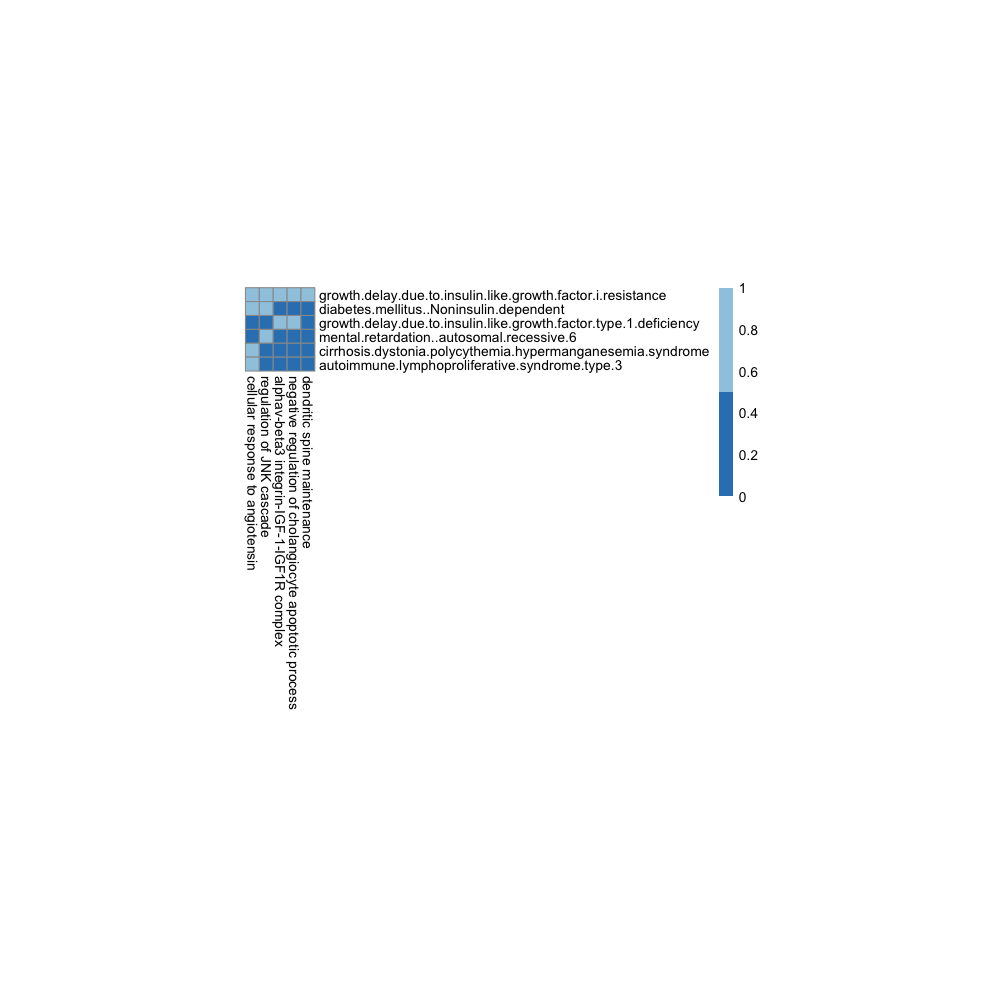 growth.delay.due.to.insulin.like.growth.factor.i.resistance
diabetes.mellitus..Noninsulin.dependent
growth.delay.due.to.insulin.like.growth.factor.type.1.deficiency
mental.retardation..autosomal.recessive.6
cirrhosis.dystonia.polycythemia.hypermanganesemia.syndrome
autoimmune.lymphoproliferative.syndrome.type.3
cellular response to angiotensin
regulation of JNK cascade
alphav-beta3 integrin-IGF-1-IGF1R complex
negative regulation of cholangiocyte apoptotic process
dendritic spine maintenance
1
0.8
0.6
0.4
0.2
0